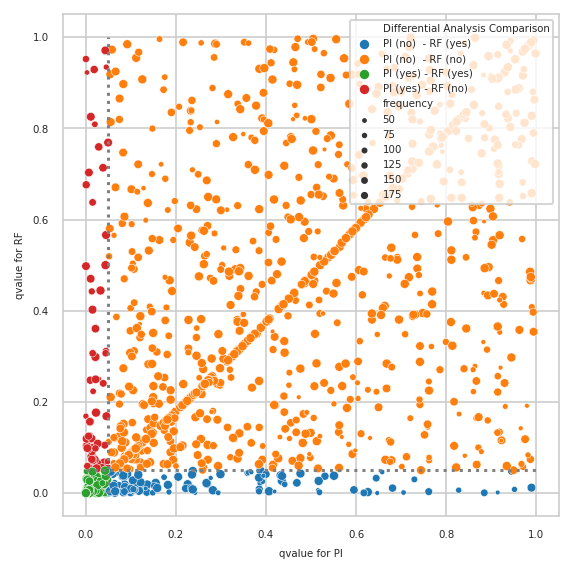 Differential Analysis Comparison
PI (no)  - RF (yes)
PI (no)  - RF (no)
PI (yes) - RF (yes)
PI (yes) - RF (no)
frequency
50
75
100
125
150
175
1.0
0.8
0.6
0.4
0.2
0.0
qvalue for RF
0.0 0.2 0.4 0.6 0.8 1.0
qvalue for PI